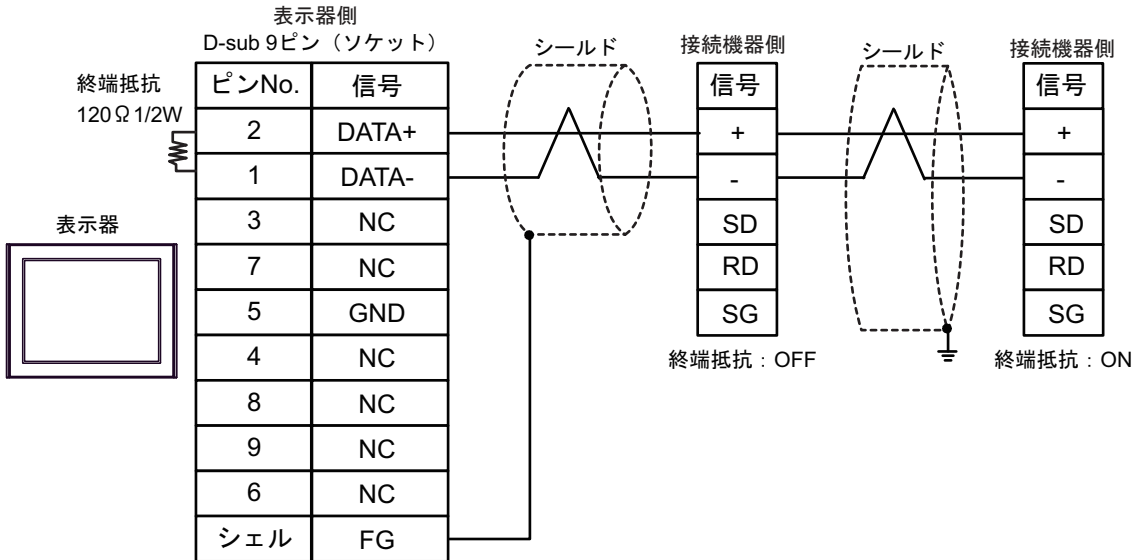 表示器側
D-sub 9ピン（ソケット）
終端抵抗
120Ω 1/2W
表示器
ピンNo. 信号
2 DATA+
1 DATA-
3 NC
7 NC
5 GND
4 NC
8 NC
9 NC
6 NC
シェル FG
シールド
接続機器側
信号
+
-
SD
RD
SG
終端抵抗：OFF
シールド
接続機器側
信号
+
-
SD
RD
SG
終端抵抗：ON